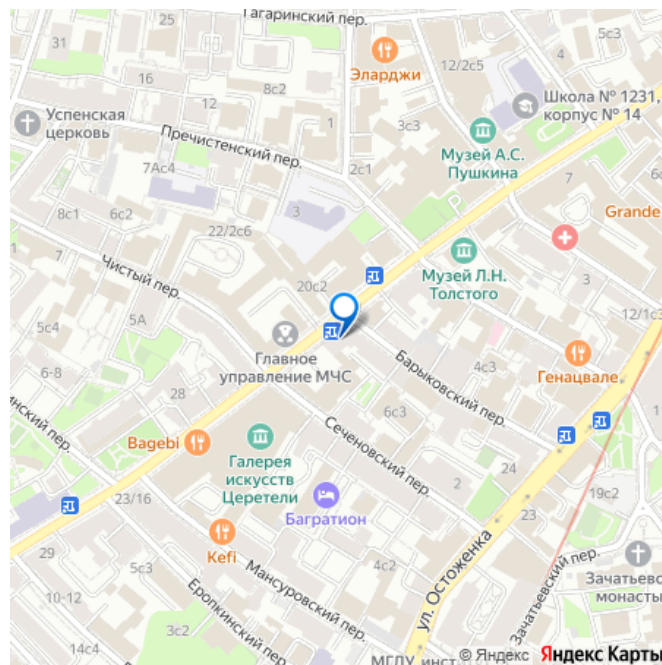 Гагаринский пер.
31
Эларджи
12/2с5
4
5с3
25
16
8с2
Школа № 1231,
корпус № 14
Успенская
церковь
Пречистенский пер.
1
3с3
Музей А.С.
Пушкина
7Ас4
2с1
7
8с1
6с2
3
P
Grande
22/2с6
Чистый пер.
20с2
Музей Л.Н.
Толстого
3
5А
5с4
12/1с3
Главное
управление МЧС
Барыковский пер.
4с3
Генацвале
6-8
28
6с3
Bagebi
Галерея
искусств
Церетели
Сеченовский пер.
24
2
19с2
23/16
Багратион
23
29
Kefi
4с2
5с3
Мансуровский пер.
ул. Остоженка
Зачатьевский пер.
10-12
Еропкинский пер.
3с2
14с4
© Яндекс Яндекс Карты